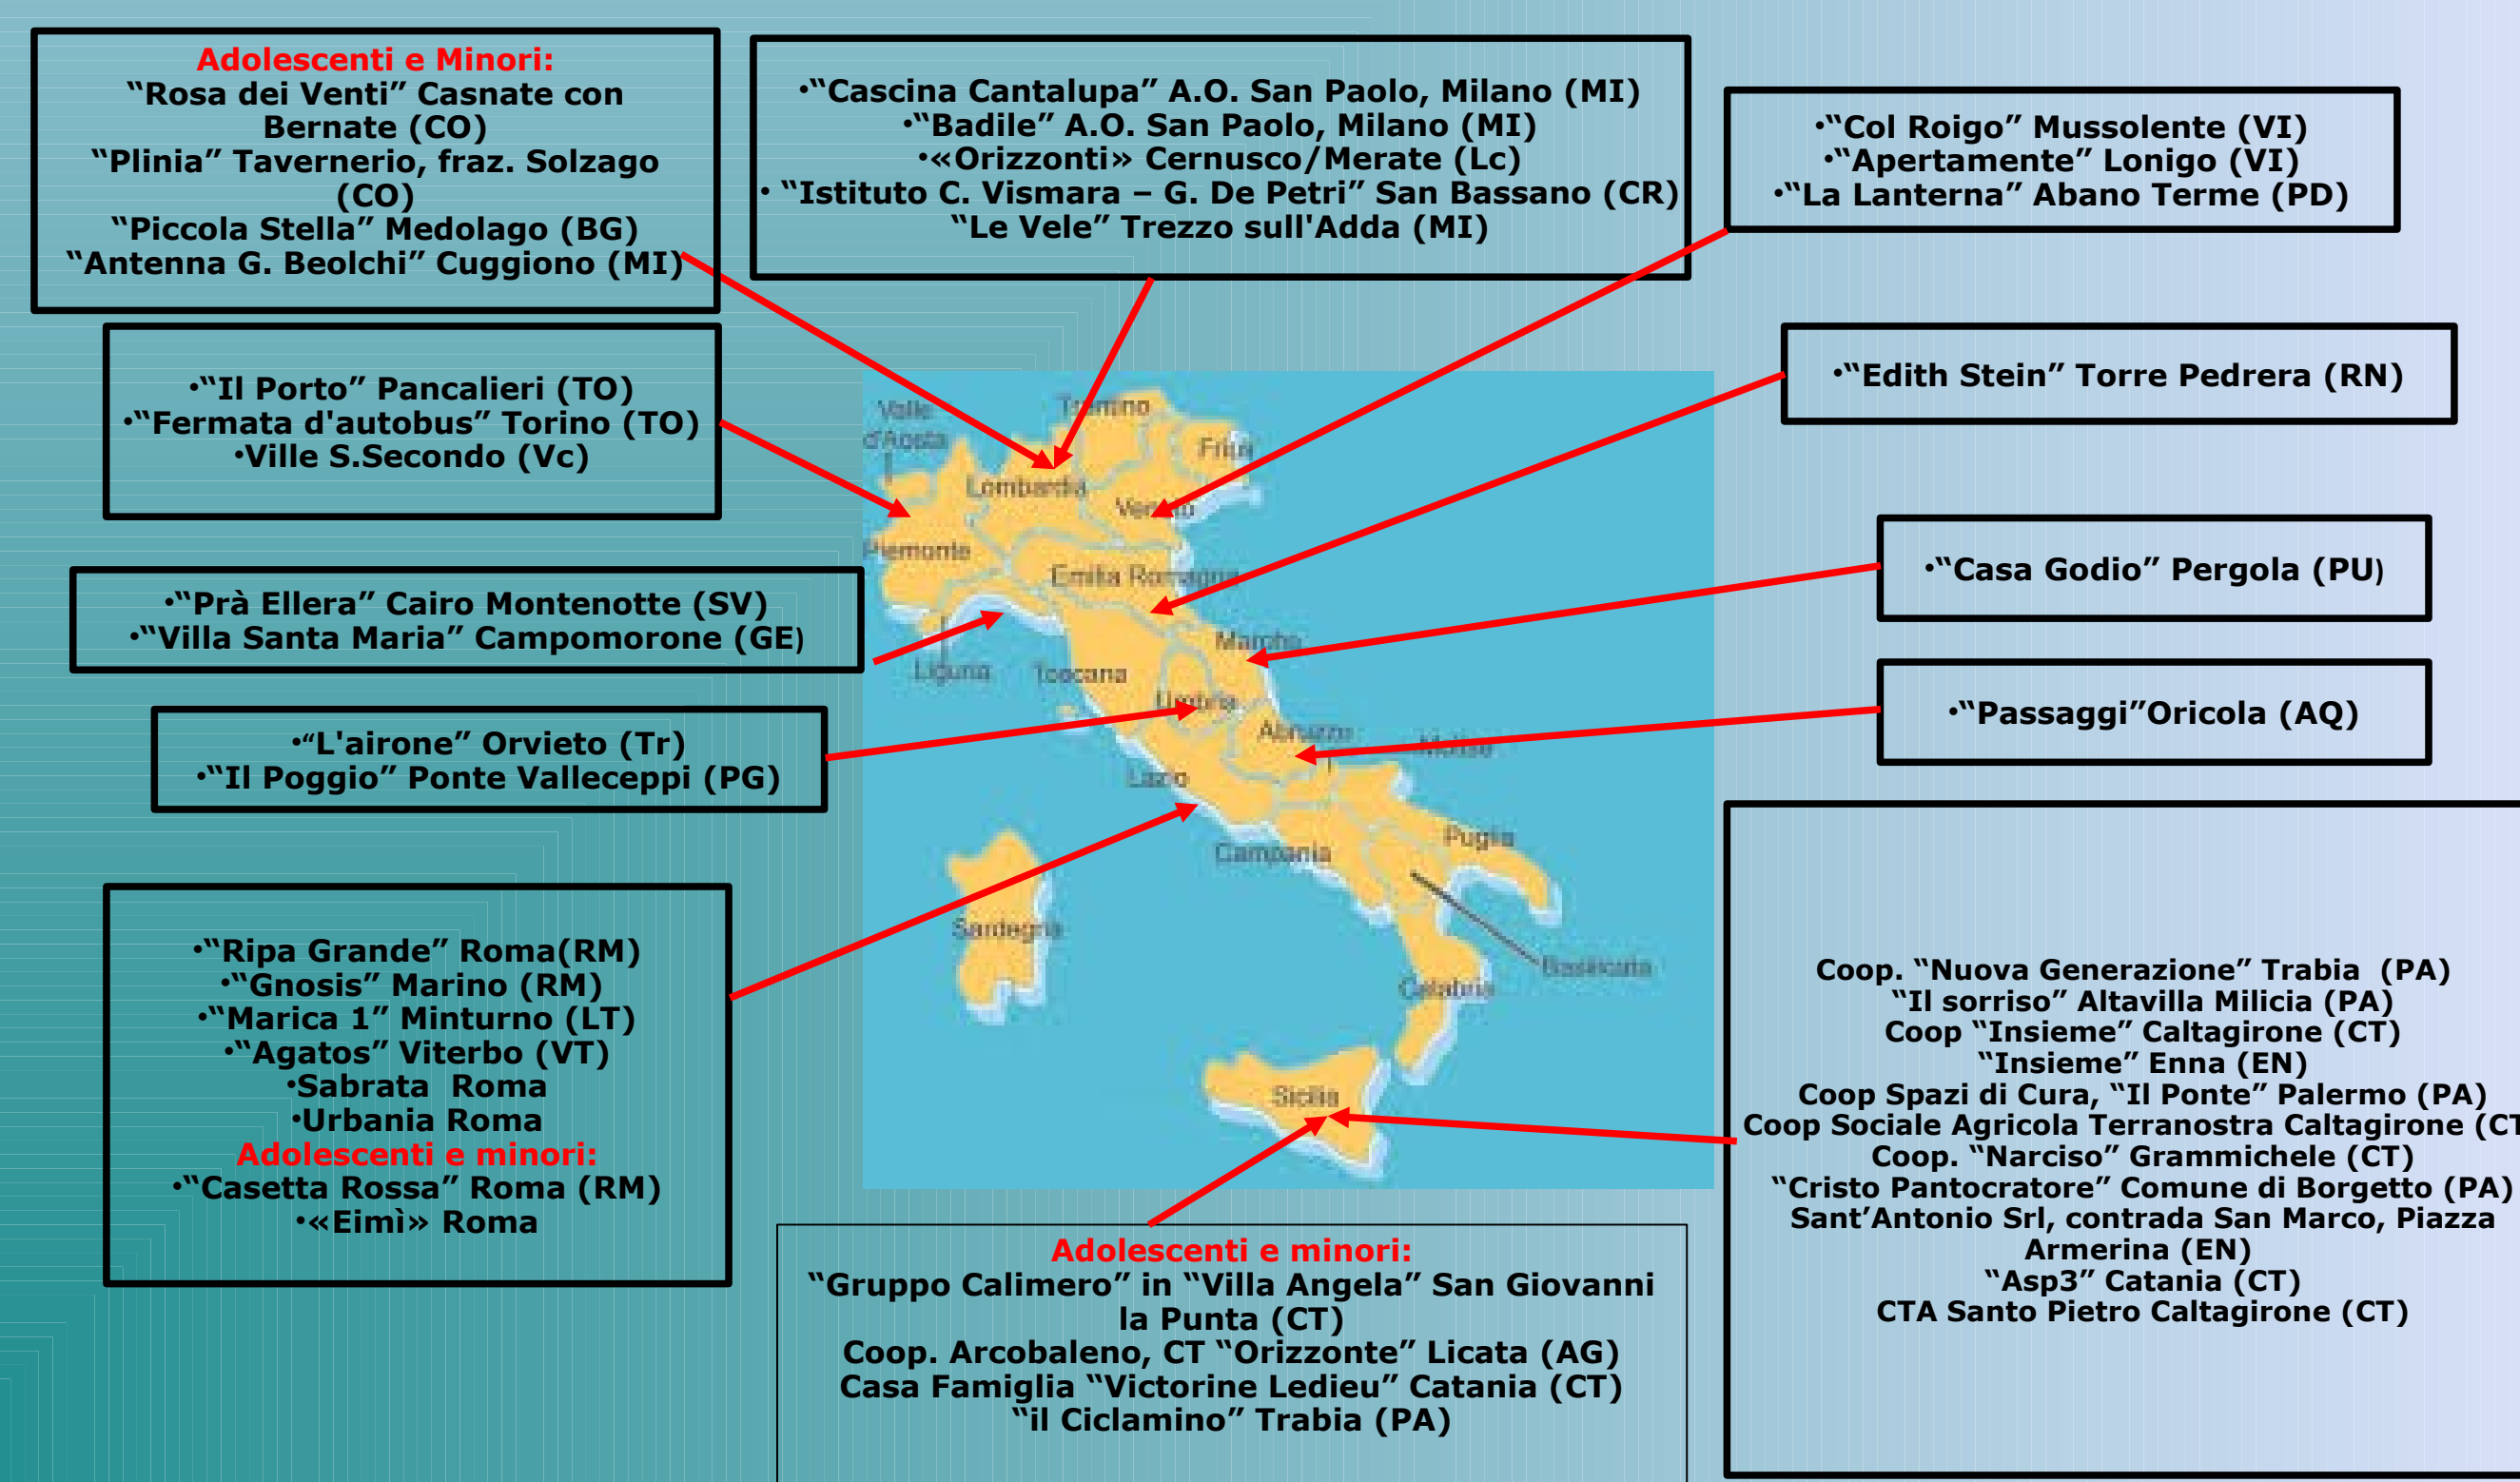 Adolescenti e Minori:
“Rosa dei Venti” Casnate con
Bernate (CO)
“Plinia” Tavernerio, fraz. Solzago
(CO)
“Piccola Stella” Medolago (BG)
“Antenna G. Beolchi” Cuggiono (MI)
•“Cascina Cantalupa” A.O. San Paolo, Milano (MI)
•“Badile” A.O. San Paolo, Milano (MI)
•«Orizzonti» Cernusco/Merate (Lc)
• “Istituto C. Vismara – G. De Petri” San Bassano (CR)
“Le Vele” Trezzo sull'Adda (MI)
•“Col Roigo” Mussolente (VI)
•“Apertamente” Lonigo (VI)
•“La Lanterna” Abano Terme (PD)
•“Il Porto” Pancalieri (TO)
•“Fermata d'autobus” Torino (TO)
•Ville S.Secondo (Vc)
•“Edith Stein” Torre Pedrera (RN)
•“Prà Ellera” Cairo Montenotte (SV)
•“Villa Santa Maria” Campomorone (GE)
•“Casa Godio” Pergola (PU)
•“L'airone” Orvieto (Tr)
•“Il Poggio” Ponte Valleceppi (PG)
•“Passaggi”Oricola (AQ)
Valle
d'Aosta
Trentino
Friuli
Lombardia
Veneto
Piemonte
Emilia Romagna
Liguria
Toscana
Marche
Umbria
Abruzzo
Molise
Lazio
Campania
Puglia
Sardegna
Basilicata
Calabria
Sicilia
•“Ripa Grande” Roma(RM)
•“Gnosis” Marino (RM)
•“Marica 1” Minturno (LT)
•“Agatos” Viterbo (VT)
•Sabrata  Roma
•Urbania Roma
Adolescenti e minori:
•“Casetta Rossa” Roma (RM)
•«Eimì» Roma
Adolescenti e minori:
“Gruppo Calimero” in “Villa Angela” San Giovanni
la Punta (CT)
Coop. Arcobaleno, CT “Orizzonte” Licata (AG)
Casa Famiglia “Victorine Ledieu” Catania (CT)
“il Ciclamino” Trabia (PA)
Coop. “Nuova Generazione” Trabia  (PA)
“Il sorriso” Altavilla Milicia (PA)
Coop “Insieme” Caltagirone (CT)
“Insieme” Enna (EN)
Coop Spazi di Cura, “Il Ponte” Palermo (PA)
Coop Sociale Agricola Terranostra Caltagirone (CT
Coop. “Narciso” Grammichele (CT)
“Cristo Pantocratore” Comune di Borgetto (PA)
Sant’Antonio Srl, contrada San Marco, Piazza
Armerina (EN)
“Asp3” Catania (CT)
CTA Santo Pietro Caltagirone (CT)